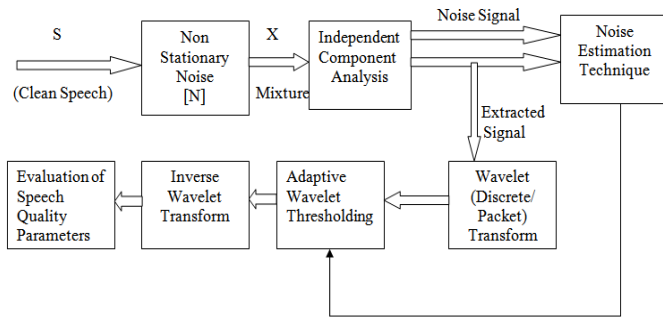 S
(Clean Speech)
Non
Stationary
Noise
[N]
X
Mixture
Independent
Component
Analysis
Noise Signal
Noise
Estimation
Technique
Extracted
Signal
Evaluation of
Speech
Quality
Parameters
Inverse
Wavelet
Transform
Adaptive
Wavelet
Thresholding
Wavelet
(Discrete/
Packet)
Transform